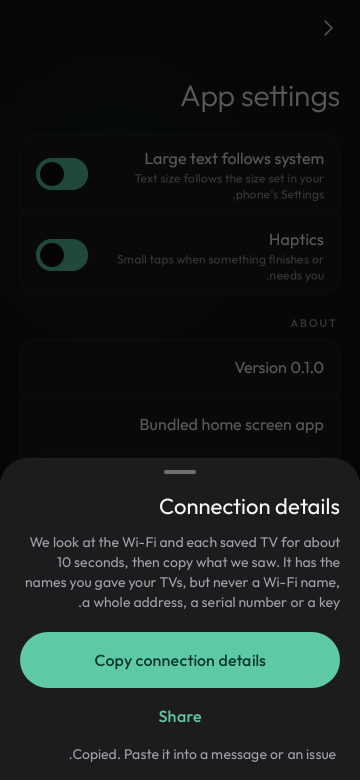 App settings
Large text follows system
Text size follows the size set in your
.phone's Settings
Haptics
Small taps when something finishes or
.needs you
ABOUT
Version 0.1.0
Bundled home screen app
Connection details
We look at the Wi-Fi and each saved TV for about
10 seconds, then copy what we saw. It has the
names you gave your TVs, but never a Wi-Fi name,
.a whole address, a serial number or a key
Copy connection details
Share
.Copied. Paste it into a message or an issue